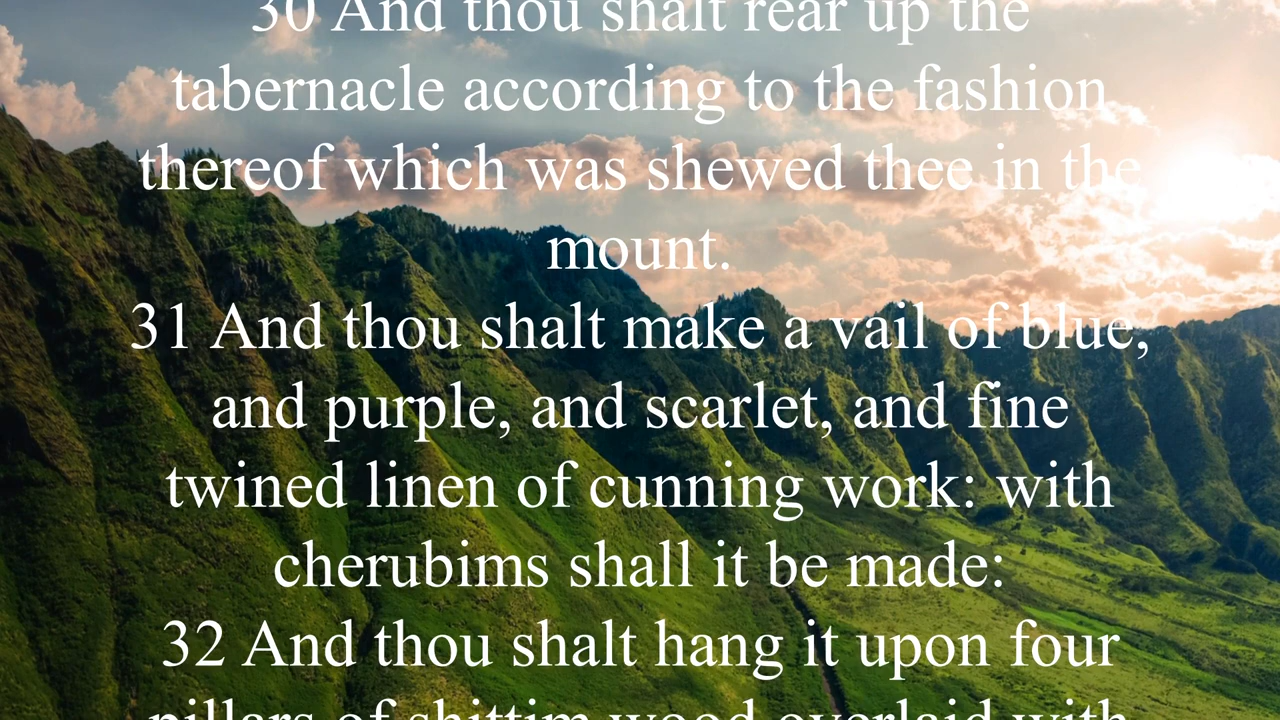 30 And thou shalt rear up the
tabernacle according to the fashion
thereof which was shewed thee in the
mount.
31 And thou shalt make a vail of blue,
and purple, and scarlet, and fine
twined linen of cunning work: with
cherubims shall it be made:
32 And thou shalt hang it upon four
pillars of shittim wood overlaid with